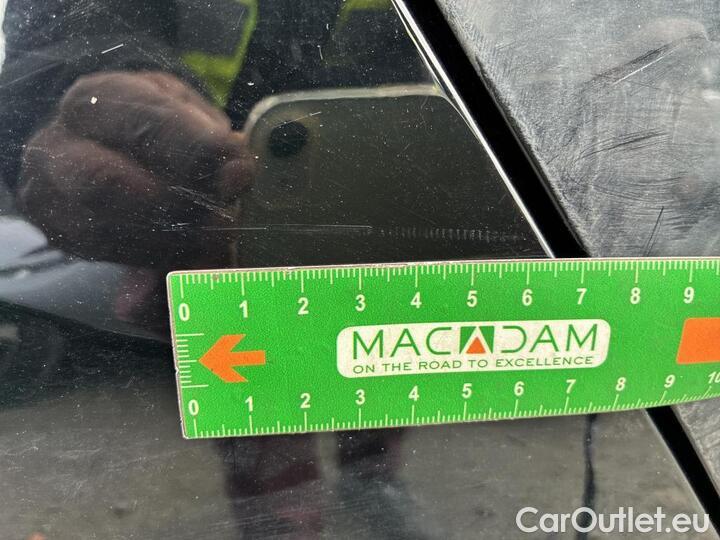 0 1 2 3 4 5 6 7 8 9
MACADAM
ON THE ROAD TO EXCELLENCE
0 1 2 3 4 5 6 7 8 9 10
CarOutlet.eu